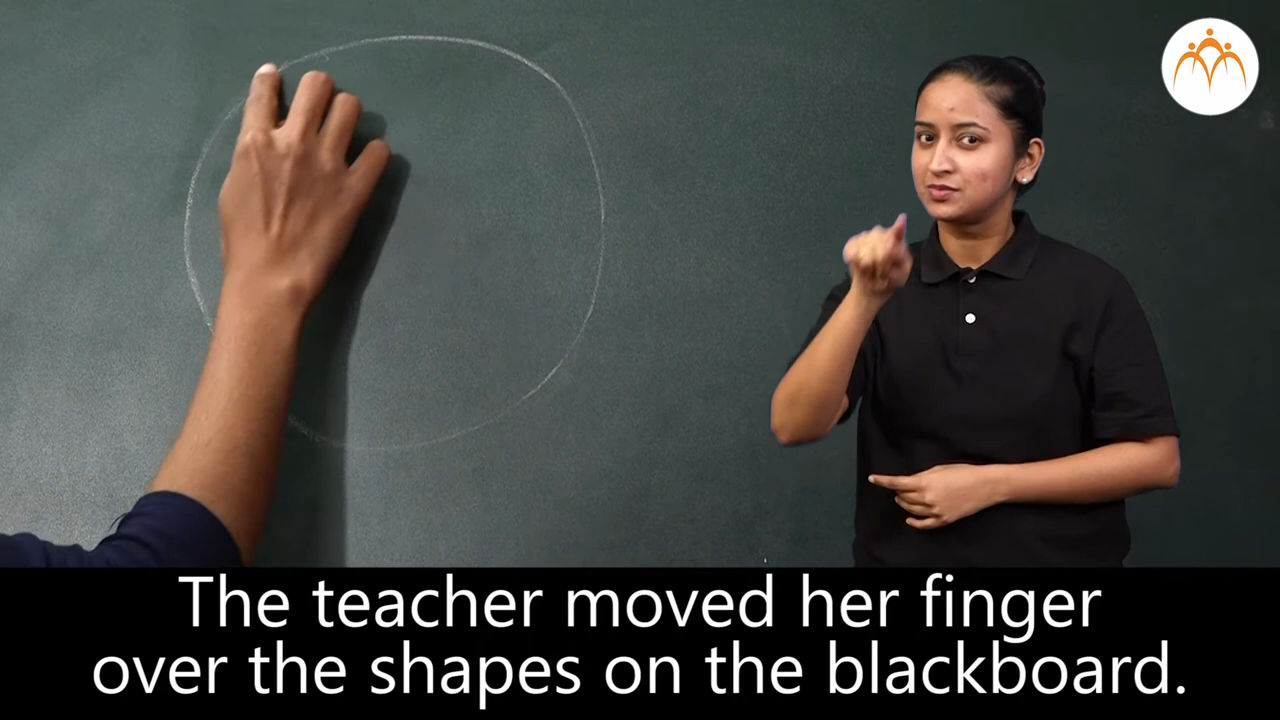 The teacher moved her finger
over the shapes on the blackboard.